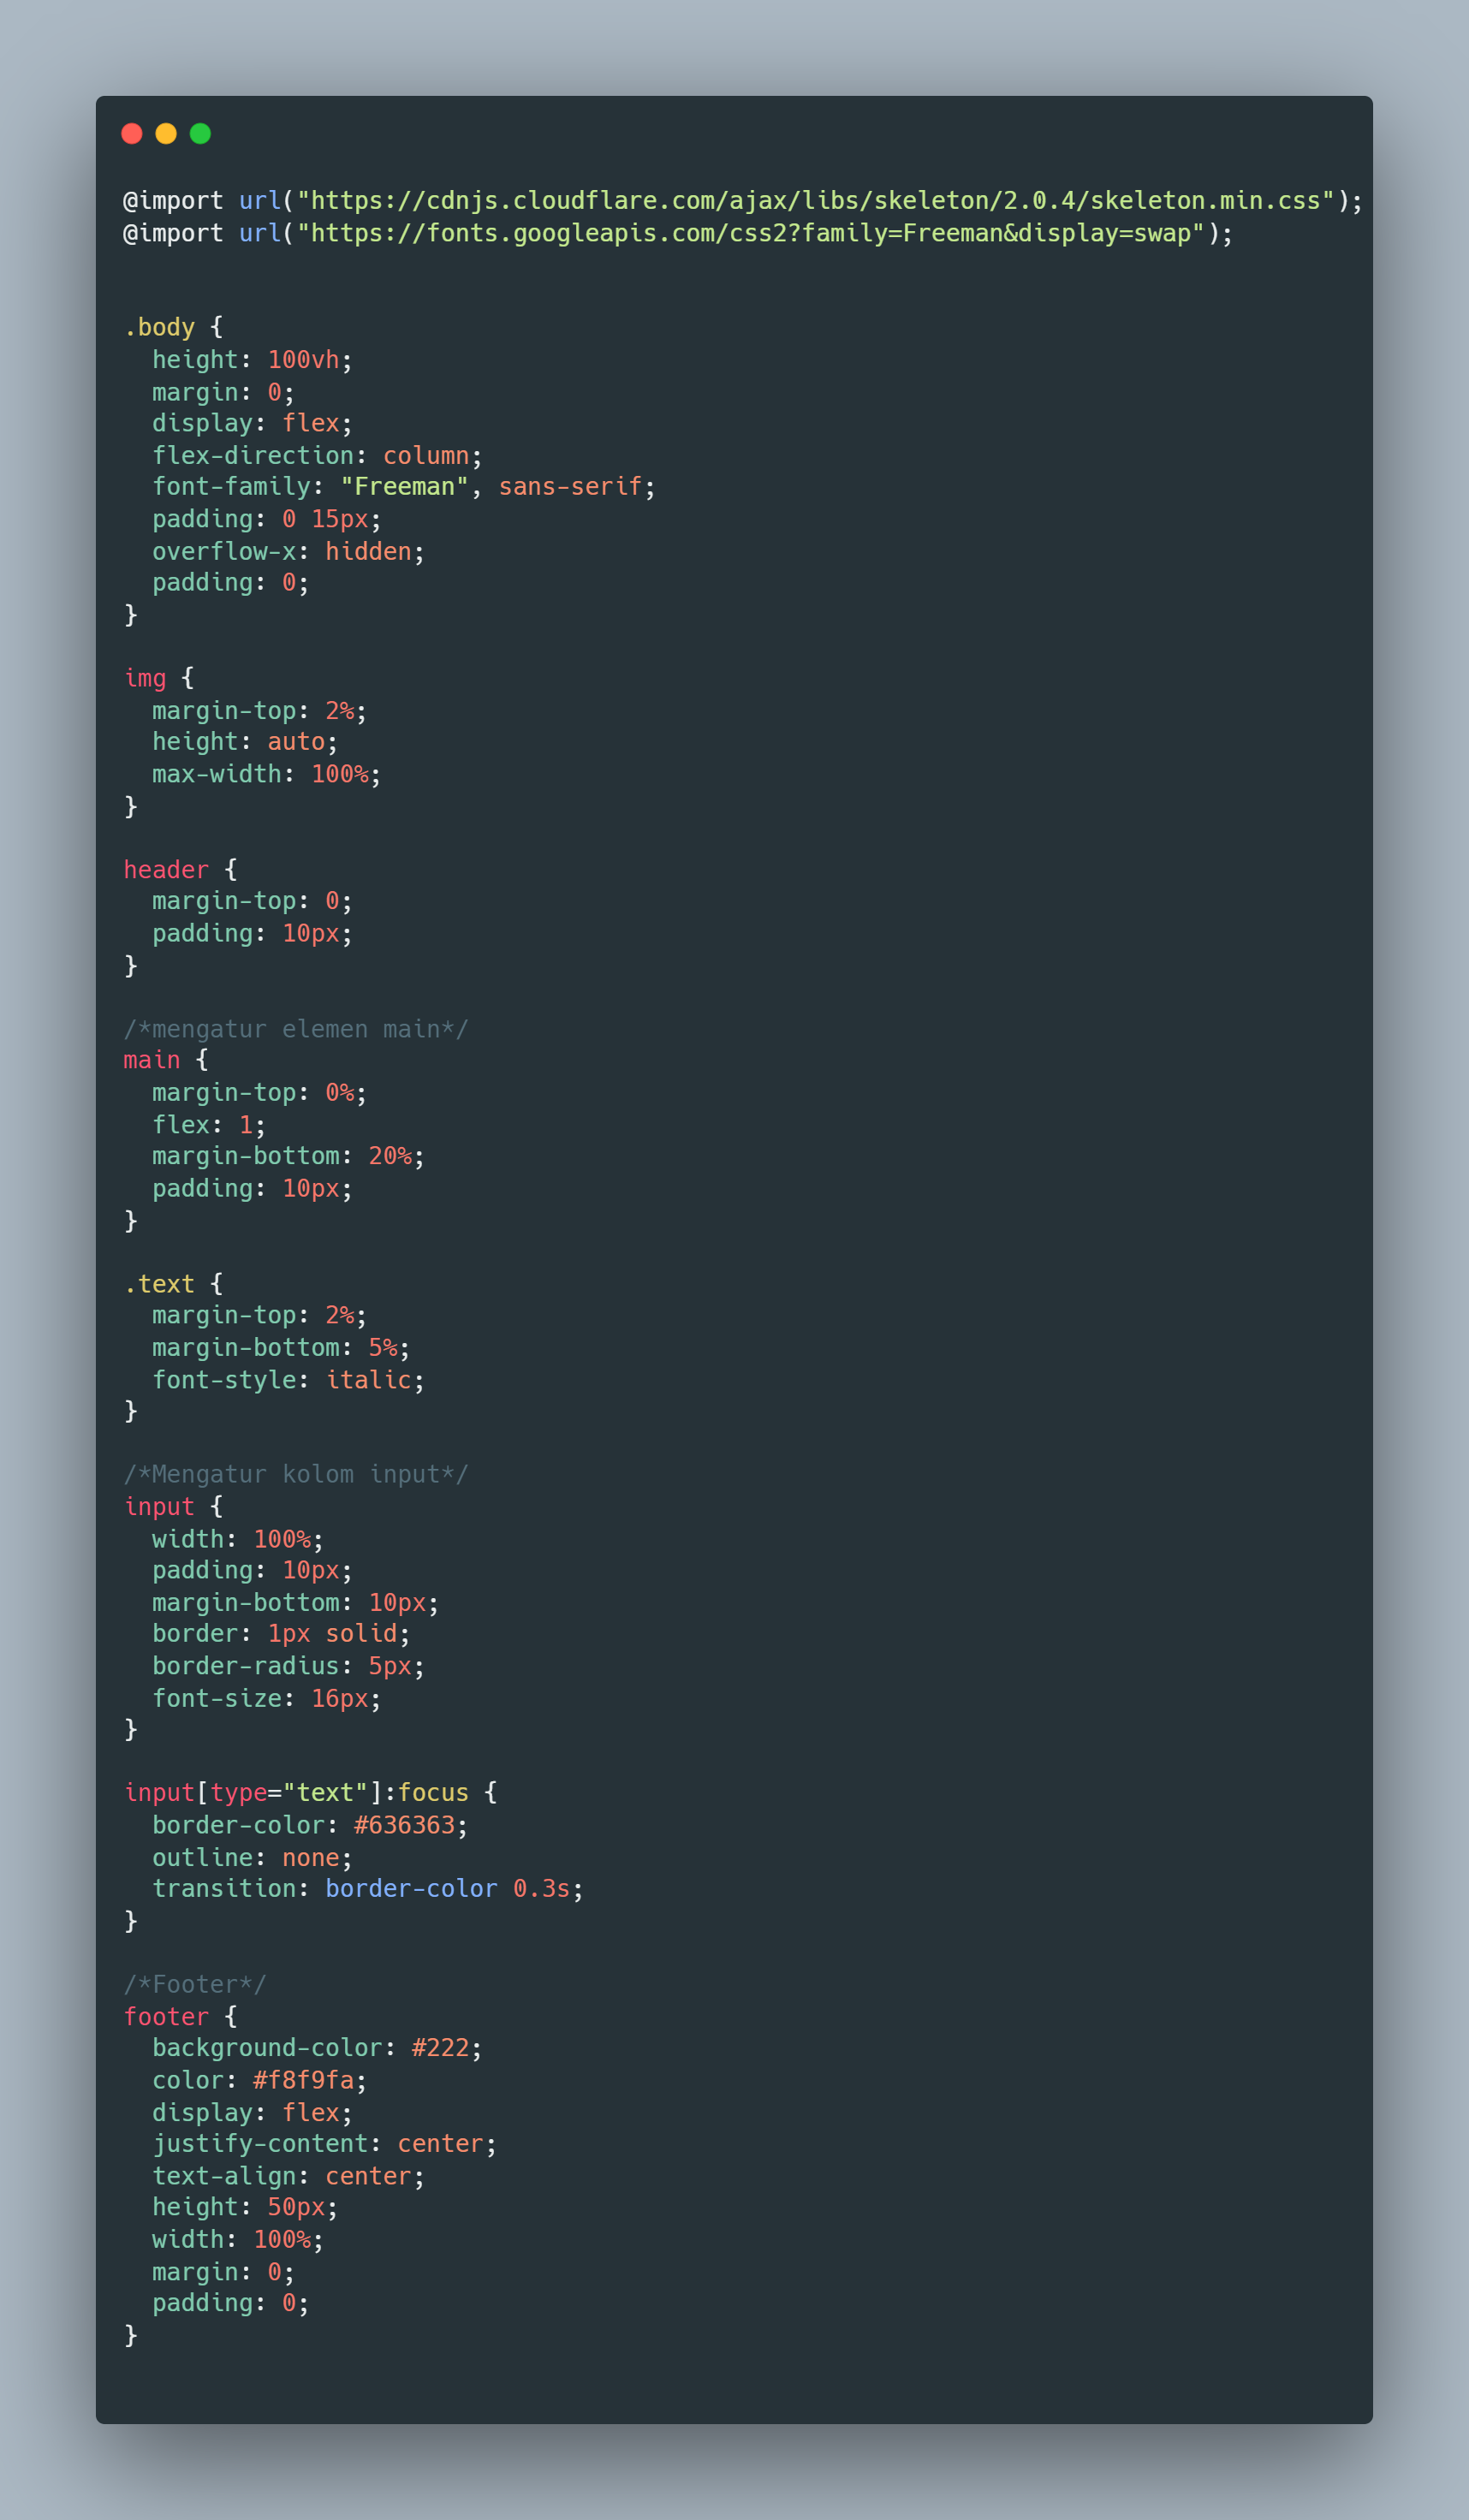 @import url("https://cdnjs.cloudflare.com/ajax/libs/skeleton/2.0.4/skeleton.min.css");
@import url("https://fonts.googleapis.com/css2?family=Freeman&display=swap");

.body {
  height: 100vh;
  margin: 0;
  display: flex;
  flex-direction: column;
  font-family: "Freeman", sans-serif;
  padding: 0 15px;
  overflow-x: hidden;
  padding: 0;
}

img {
  margin-top: 2%;
  height: auto;
  max-width: 100%;
}

header {
  margin-top: 0;
  padding: 10px;
}

/*mengatur elemen main*/
main {
  margin-top: 0%;
  flex: 1;
  margin-bottom: 20%;
  padding: 10px;
}

.text {
  margin-top: 2%;
  margin-bottom: 5%;
  font-style: italic;
}

/*Mengatur kolom input*/
input {
  width: 100%;
  padding: 10px;
  margin-bottom: 10px;
  border: 1px solid;
  border-radius: 5px;
  font-size: 16px;
}

input[type="text"]:focus {
  border-color: #636363;
  outline: none;
  transition: border-color 0.3s;
}

/*Footer*/
footer {
  background-color: #222;
  color: #f8f9fa;
  display: flex;
  justify-content: center;
  text-align: center;
  height: 50px;
  width: 100%;
  margin: 0;
  padding: 0;
}